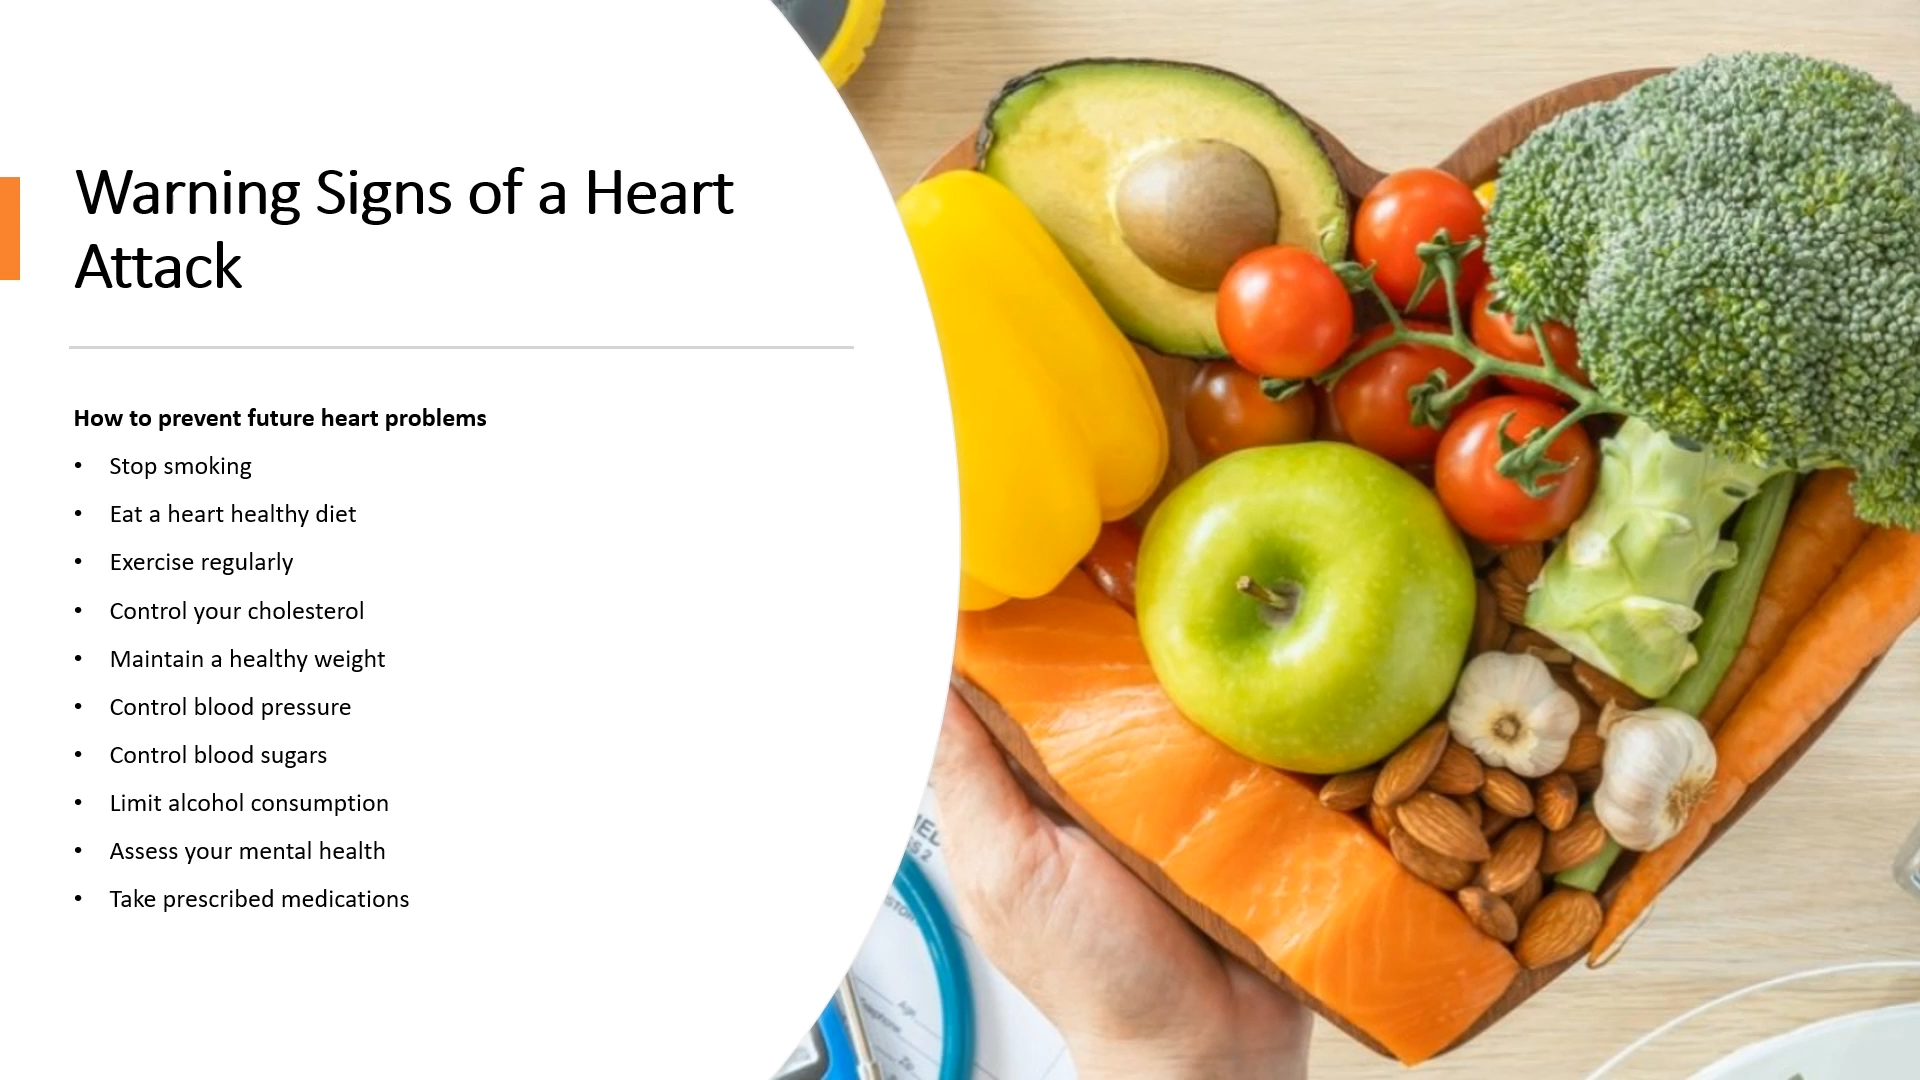 Warning Signs of a Heart
Attack
How to prevent future heart problems
• Stop smoking
• Eat a heart healthy diet
• Exercise regularly
• Control your cholesterol
• Maintain a healthy weight
• Control blood pressure
• Control blood sugars
• Limit alcohol consumption
• Assess your mental health
• Take prescribed medications
Age